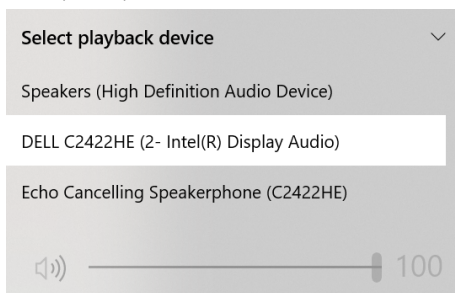 Select playback device
Speakers (High Definition Audio Device)
DELL C2422HE (2- Intel(R) Display Audio)
Echo Cancelling Speakerphone (C2422HE)
100